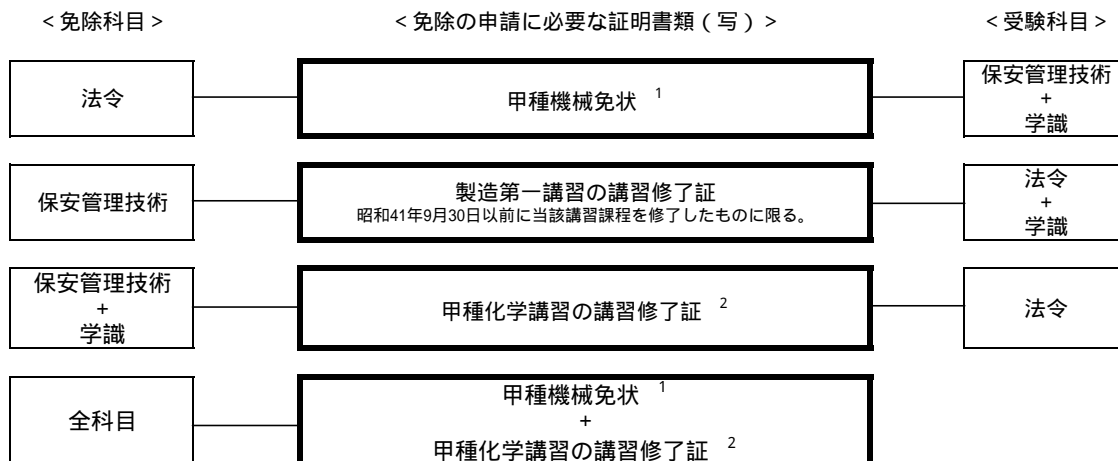 <免除科目> <免除の申請に必要な証明書類(写)> <受験科目>
法令
甲種機械免状 1
保安管理技術
+
学識
保安管理技術
製造第一講習の講習修了証
昭和41年9月30日以前に当該講習課程を修了したものに限る。
法令
+
学識
保安管理技術
+
学識
甲種化学講習の講習修了証 2
法令
全科目
甲種機械免状 1
+
甲種化学講習の講習修了証 2